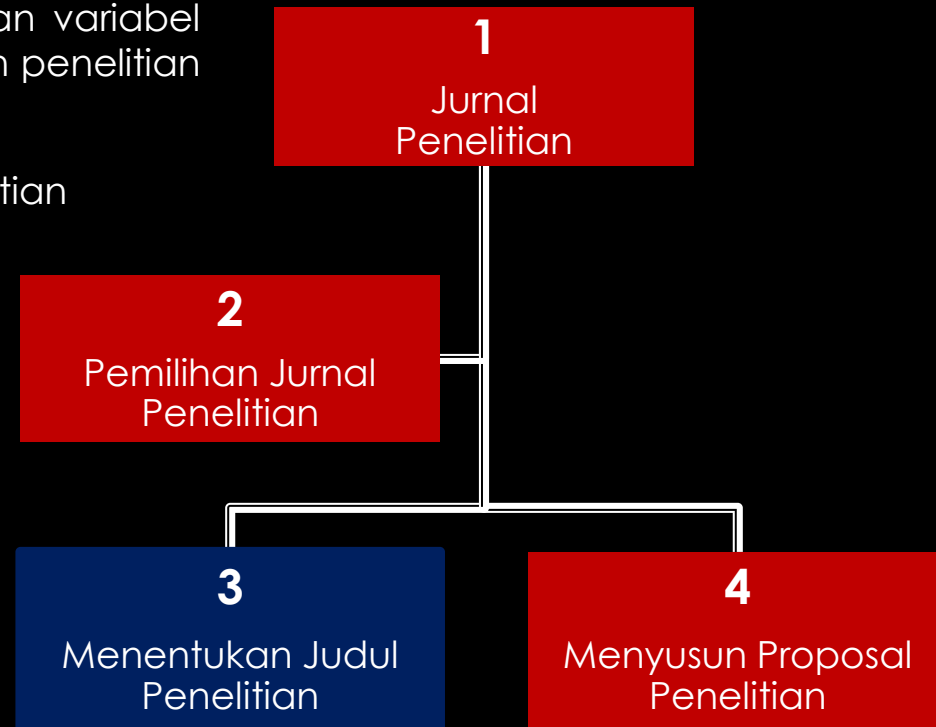 an variabel
n penelitian
tian
1
Jurnal
Penelitian
2
Pemilihan Jurnal
Penelitian
3
Menentukan Judul
Penelitian
4
Menyusun Proposal
Penelitian